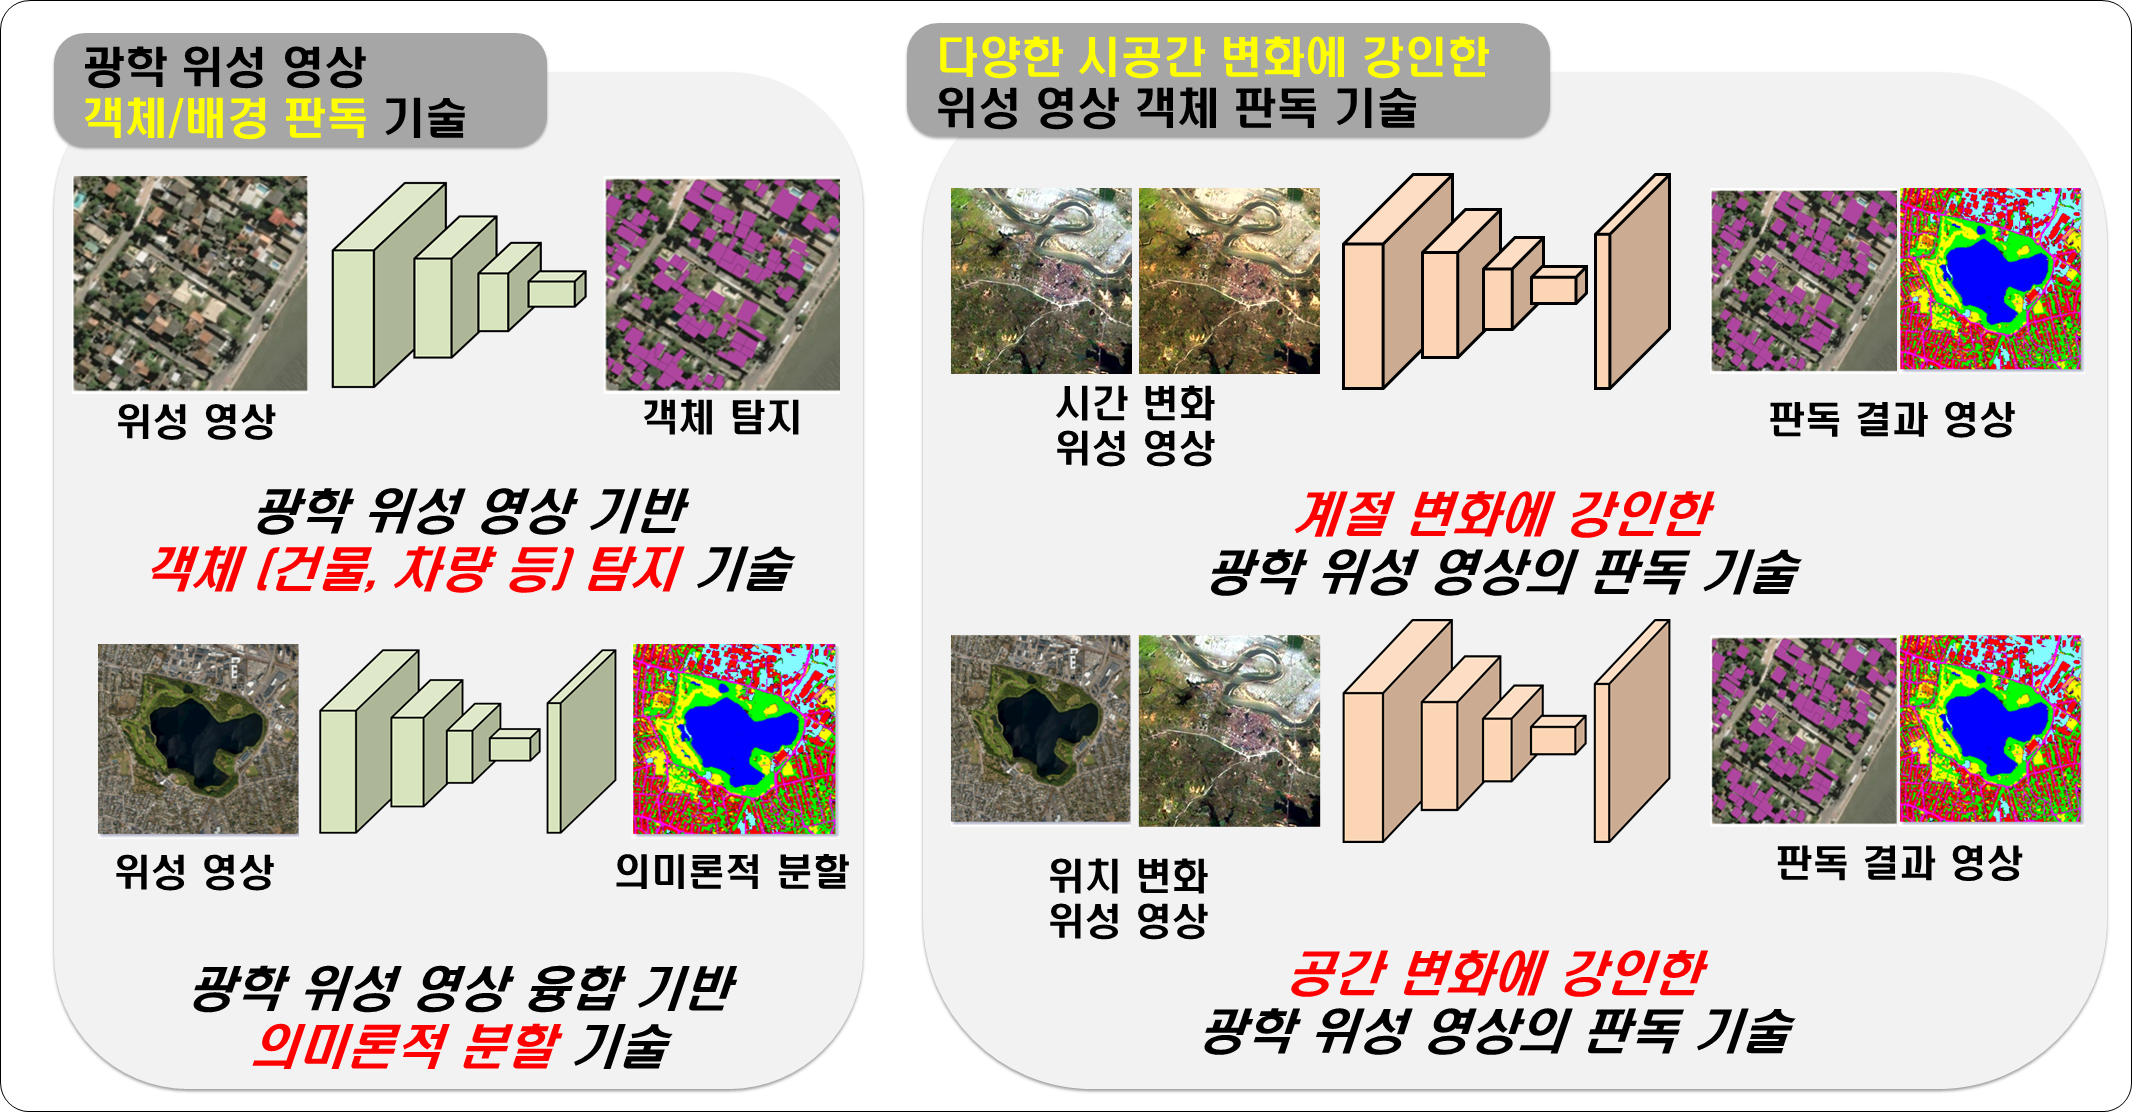 광학 위성 영상
객체/배경 판독 기술
위성 영상
객체 탐지
광학 위성 영상 기반
객체 (건물, 차량 등) 탐지 기술
위성 영상
의미론적 분할
광학 위성 영상 융합 기반
의미론적 분할 기술
다양한 시공간 변화에 강인한
위성 영상 객체 판독 기술
시간 변화
위성 영상
판독 결과 영상
계절 변화에 강인한
광학 위성 영상의 판독 기술
위치 변화
위성 영상
판독 결과 영상
공간 변화에 강인한
광학 위성 영상의 판독 기술